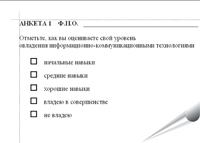 АНКЕТА 1 Ф.И.О. ____________________
Отметьте, как вы оцениваете свой уровень
овладения информационно-коммуникационными технологиями
начальные навыки
средние навыки
хорошие навыки
владею в совершенстве
не владею